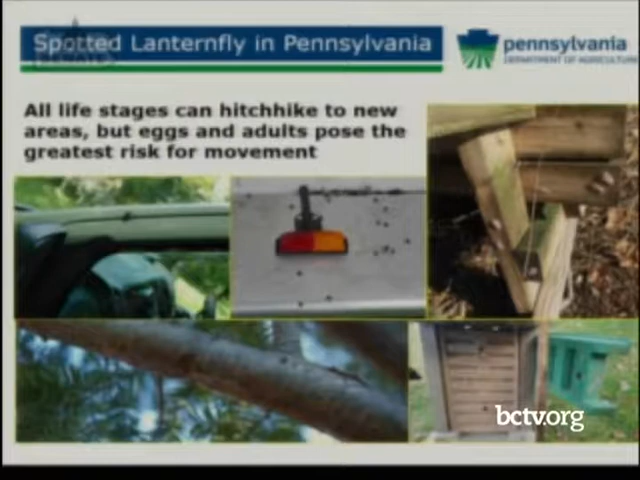 Spotted Lanternfly in Pennsylvania
pennsylvania
DEPARTMENT OF AGRICULTURE
SENATE
All life stages can hitchhike to new
areas, but eggs and adults pose the
greatest risk for movement
bctv.org